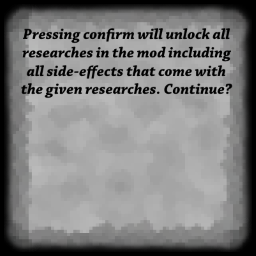 Pressing confirm will unlock all
researches in the mod including
all side-effects that come with
the given researches. Continue?